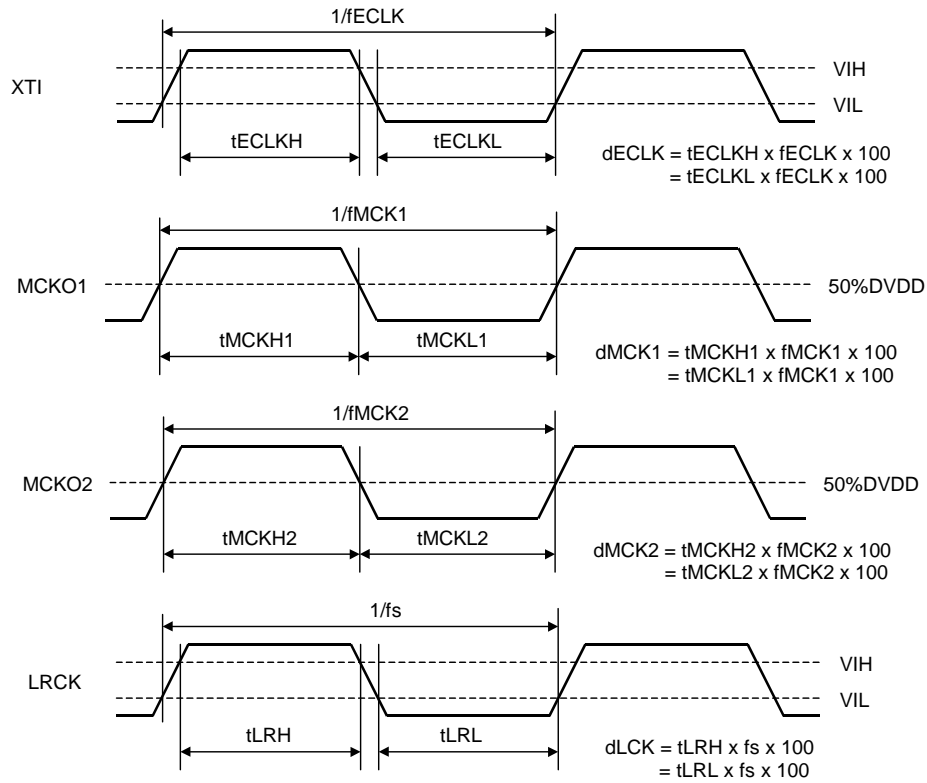 1/fECLK
XTI
VIH
VIL
tECLKH
tECLKL
dECLK = tECLKH x fECLK x 100
= tECLKL x fECLK x 100
1/fMCK1
MCKO1
50%DVDD
tMCKH1
tMCKL1
dMCK1 = tMCKH1 x fMCK1 x 100
= tMCKL1 x fMCK1 x 100
1/fMCK2
MCKO2
50%DVDD
tMCKH2
tMCKL2
dMCK2 = tMCKH2 x fMCK2 x 100
= tMCKL2 x fMCK2 x 100
1/fs
LRCK
VIH
VIL
tLRH
tLRL
dLCK = tLRH x fs x 100
= tLRL x fs x 100